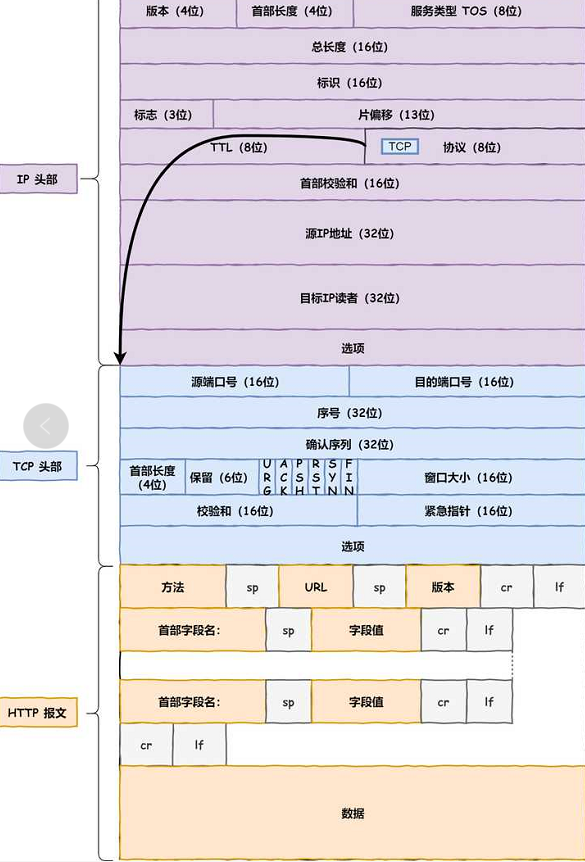 版本（4位） 首部长度（4位） 服务类型 TOS（8位）
总长度（16位）
标识（16位）
标志（3位） 片偏移（13位）
TTL（8位） TCP 协议（8位）
IP 头部
首部校验和（16位）
源IP地址（32位）
目标IP读者（32位）
选项
源端口号（16位） 目的端口号（16位）
序号（32位）
确认序列（32位）
TCP 头部
首部长度（4位） 保留（6位） URG ACK PSH RST SYN FIN 窗口大小（16位）
校验和（16位） 紧急指针（16位）
选项
方法 sp URL sp 版本 cr lf
首部字段名： sp 字段值 cr lf
首部字段名： sp 字段值 cr lf
HTTP 报文
cr lf
数据